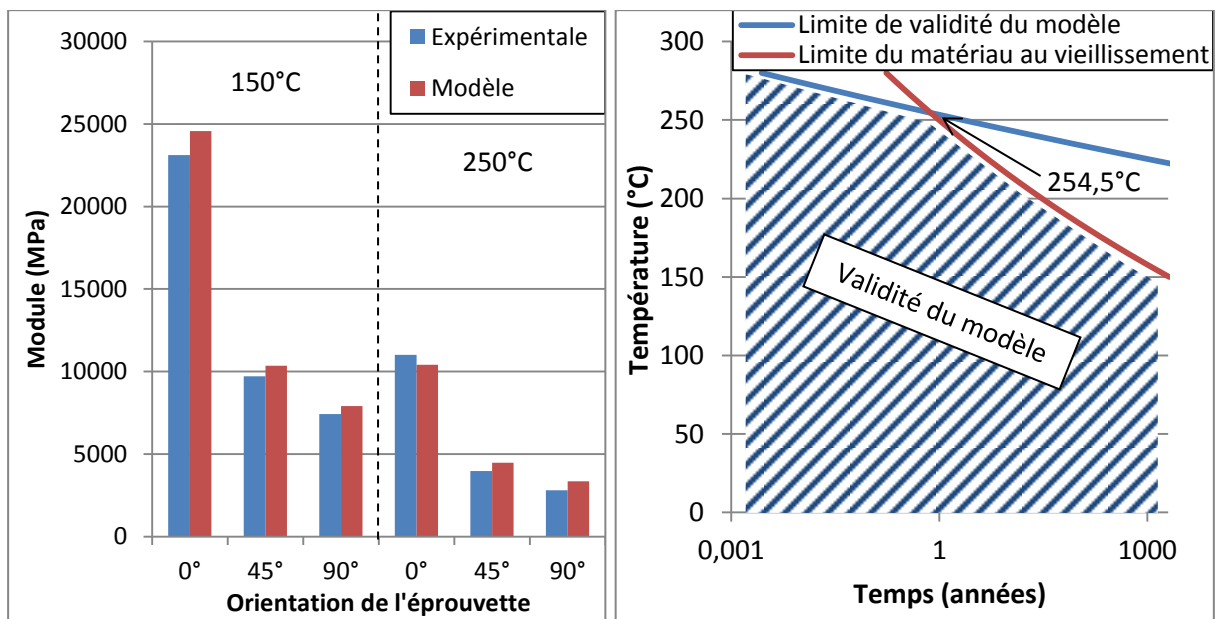 30000
25000
20000
15000
10000
5000
0
Module (MPa)
150°C
250°C
Expérimentale
Modèle
0° 45° 90° 0° 45° 90°
Orientation de l'éprouvette
Limite de validité du modèle
Limite du matériau au vieillissement
300
250
200
150
100
50
0
Température (°C)
254,5°C
Validité du modèle
0,001 1 1000
Temps (années)